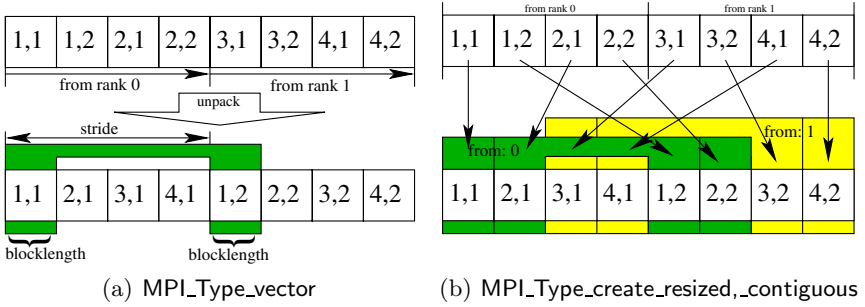 1,1 1,2 2,1 2,2 3,1 3,2 4,1 4,2
from rank 0 from rank 1
unpack
stride
1,1 2,1 3,1 4,1 1,2 2,2 3,2 4,2
blocklength blocklength
(a) MPI_Type_vector
from rank 0 from rank 1
1,1 1,2 2,1 2,2 3,1 3,2 4,1 4,2
from: 0 from: 1
1,1 2,1 3,1 4,1 1,2 2,2 3,2 4,2
(b) MPI_Type_create_resized,_contiguous